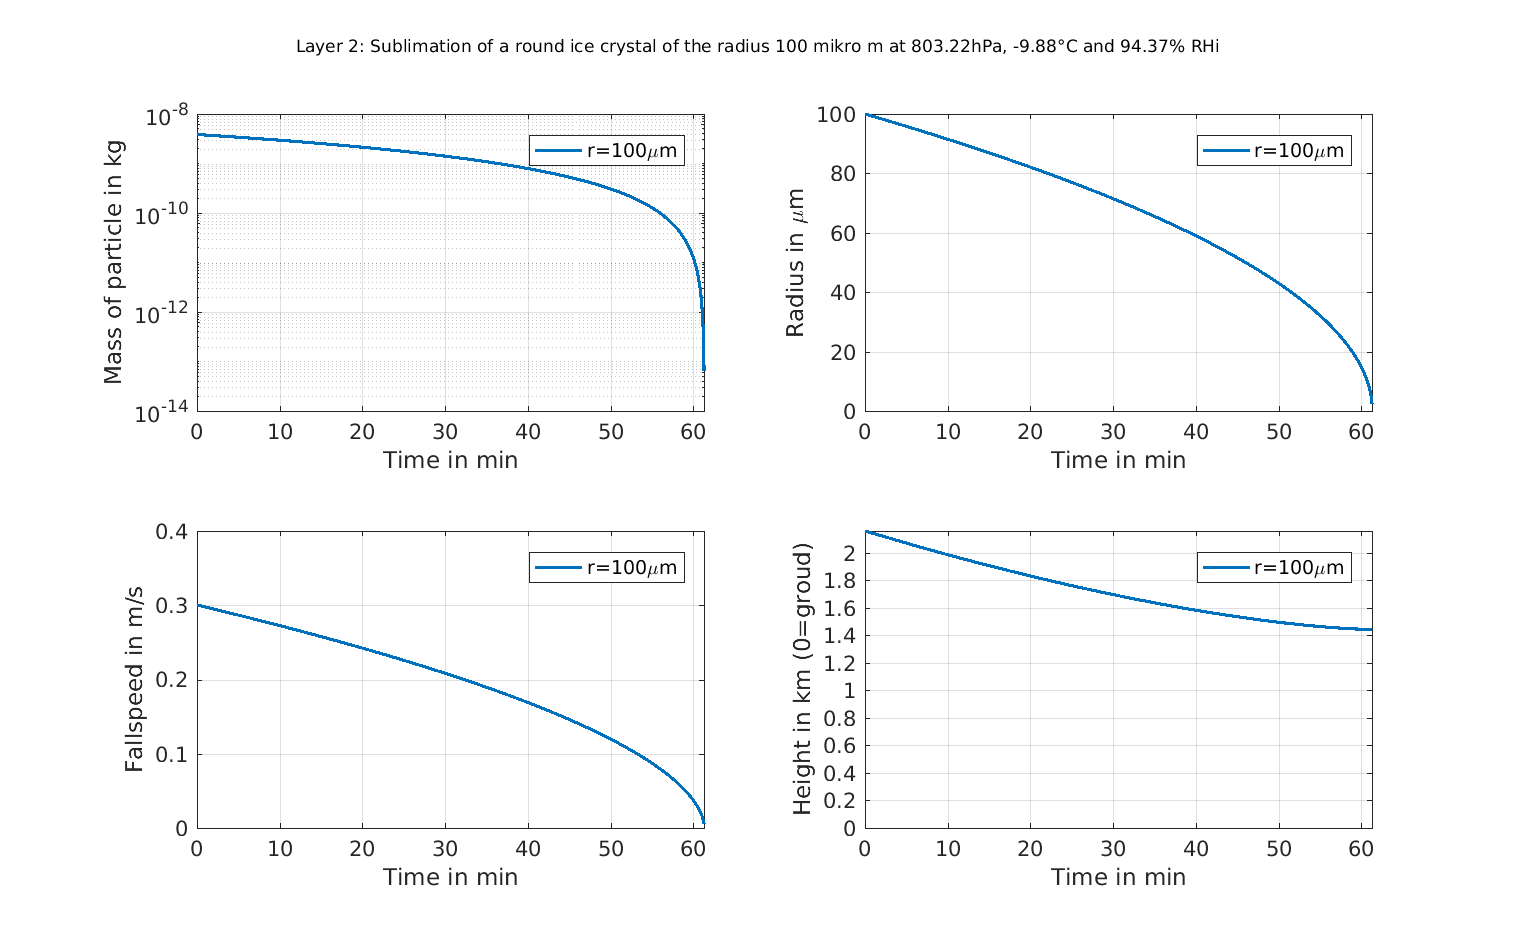 Layer 2: Sublimation of a round ice crystal of the radius 100 mikro m at 803.22hPa, -9.88°C and 94.37% RHi
Mass of particle in kg
10^-8
10^-10
10^-12
10^-14
r=100μm
0 10 20 30 40 50 60
Time in min
Radius in μm
100
80
60
40
20
0
r=100μm
0 10 20 30 40 50 60
Time in min
Fallspeed in m/s
0.4
0.3
0.2
0.1
0
r=100μm
0 10 20 30 40 50 60
Time in min
Height in km (0=groud)
2
1.8
1.6
1.4
1.2
1
0.8
0.6
0.4
0.2
0
r=100μm
0 10 20 30 40 50 60
Time in min